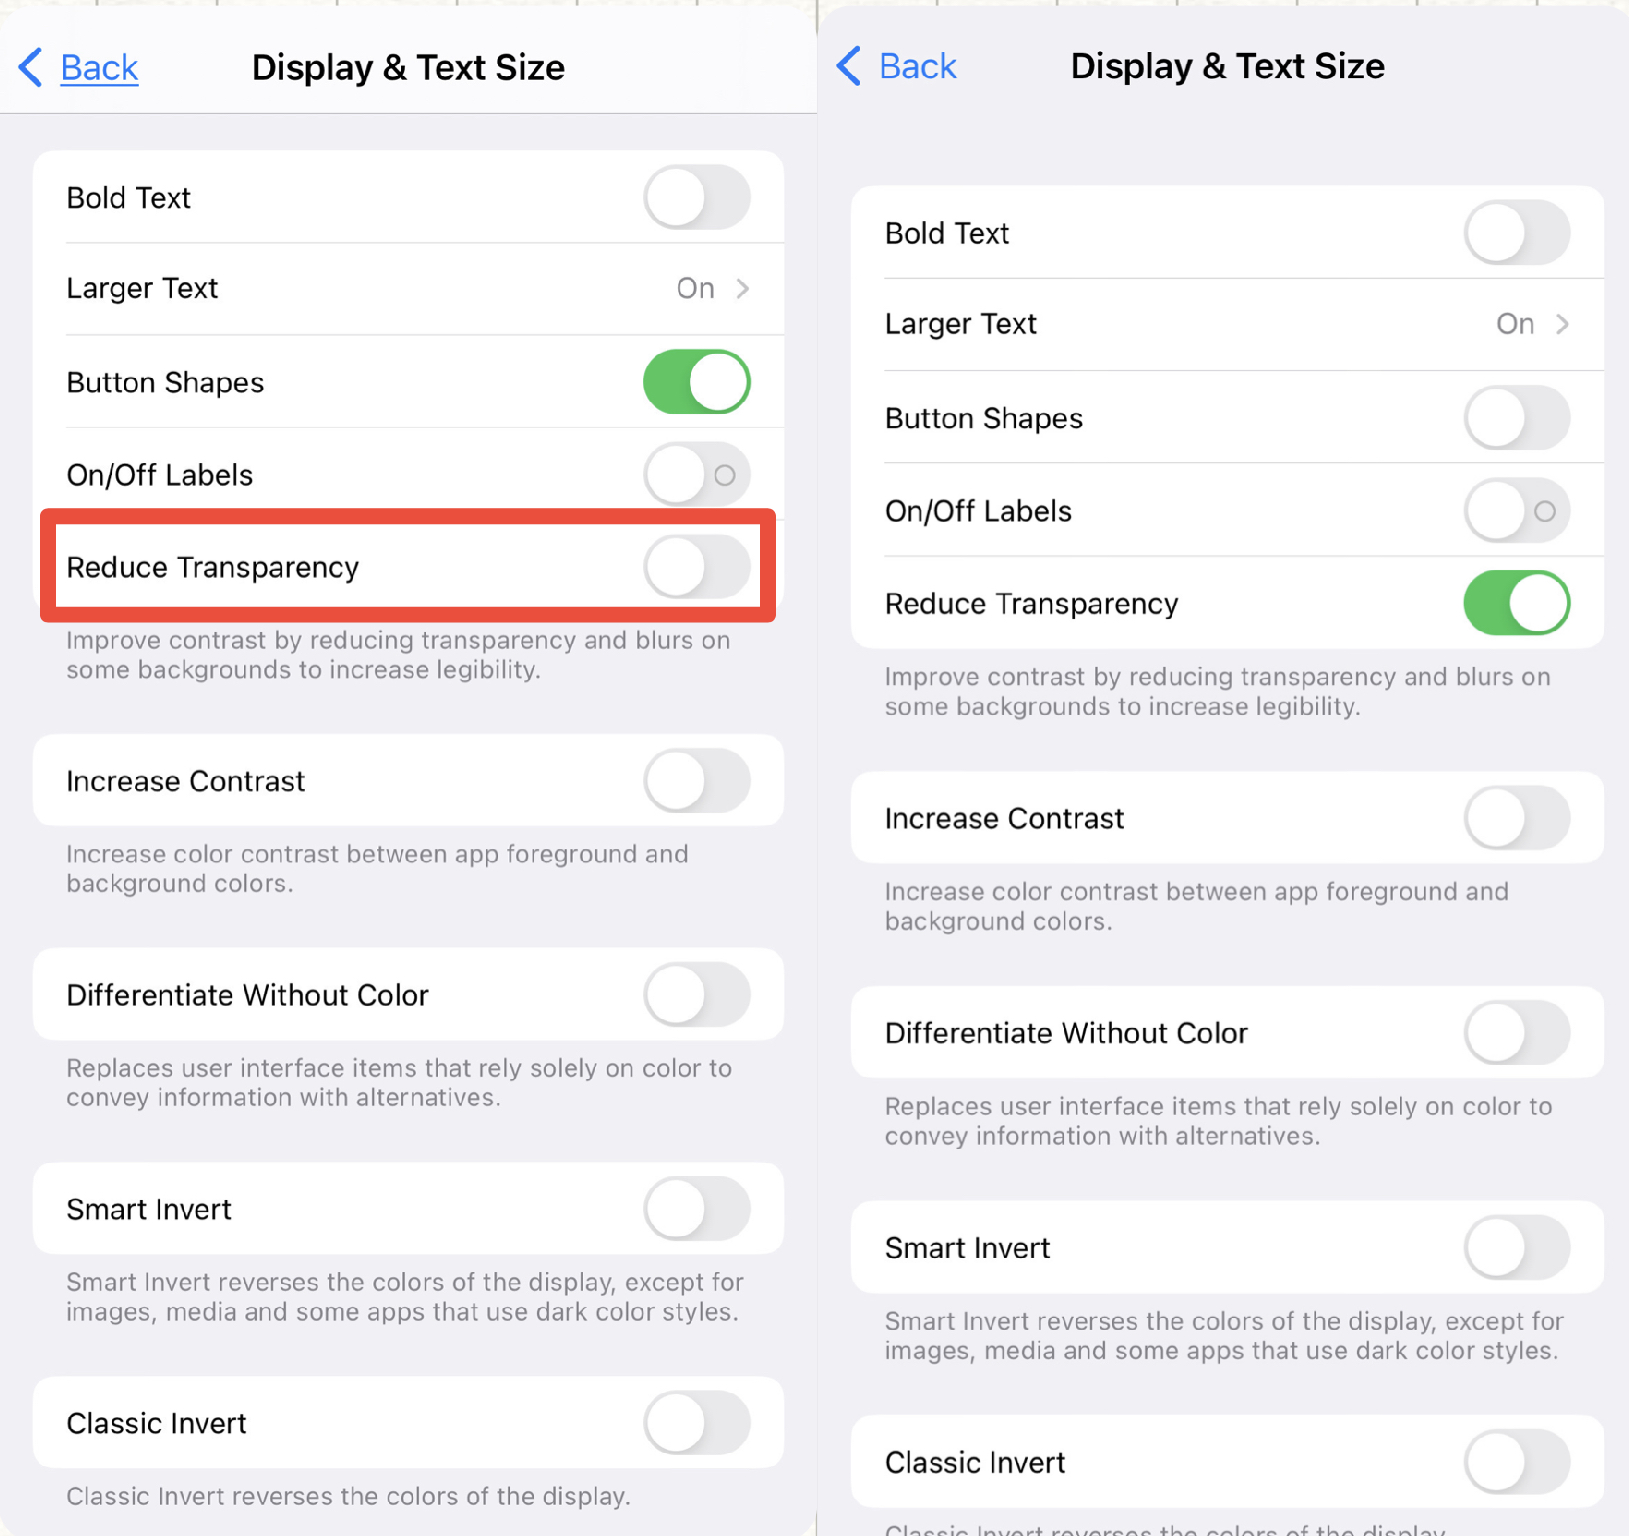 Back
Display & Text Size
Bold Text
Larger Text On
Button Shapes
On/Off Labels
Reduce Transparency
Improve contrast by reducing transparency and blurs on
some backgrounds to increase legibility.
Increase Contrast
Increase color contrast between app foreground and
background colors.
Differentiate Without Color
Replaces user interface items that rely solely on color to
convey information with alternatives.
Smart Invert
Smart Invert reverses the colors of the display, except for
images, media and some apps that use dark color styles.
Classic Invert
Classic Invert reverses the colors of the display.
Back
Display & Text Size
Bold Text
Larger Text On
Button Shapes
On/Off Labels
Reduce Transparency
Improve contrast by reducing transparency and blurs on
some backgrounds to increase legibility.
Increase Contrast
Increase color contrast between app foreground and
background colors.
Differentiate Without Color
Replaces user interface items that rely solely on color to
convey information with alternatives.
Smart Invert
Smart Invert reverses the colors of the display, except for
images, media and some apps that use dark color styles.
Classic Invert
Classic Invert reverses the colors of the display.